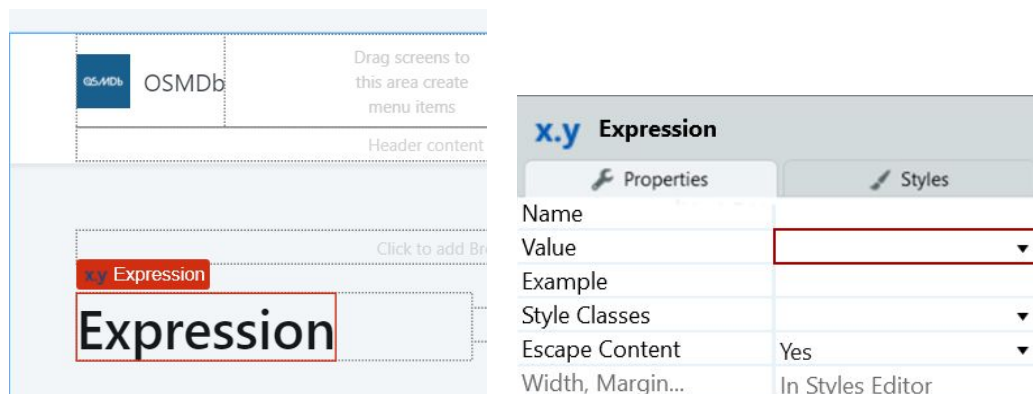 OSMDb
OSMDb
Drag screens to
this area create
menu items
Header content
Click to add Br
x.y Expression
Expression
x.y Expression
Properties
Styles
Name
Value
Example
Style Classes
Escape Content Yes
Width, Margin... In Styles Editor